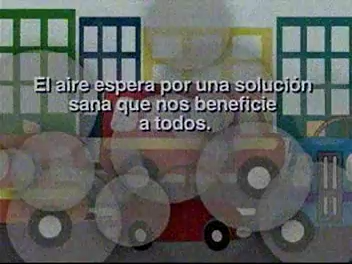 El aire espera por una solución
sana que nos beneficie
a todos.